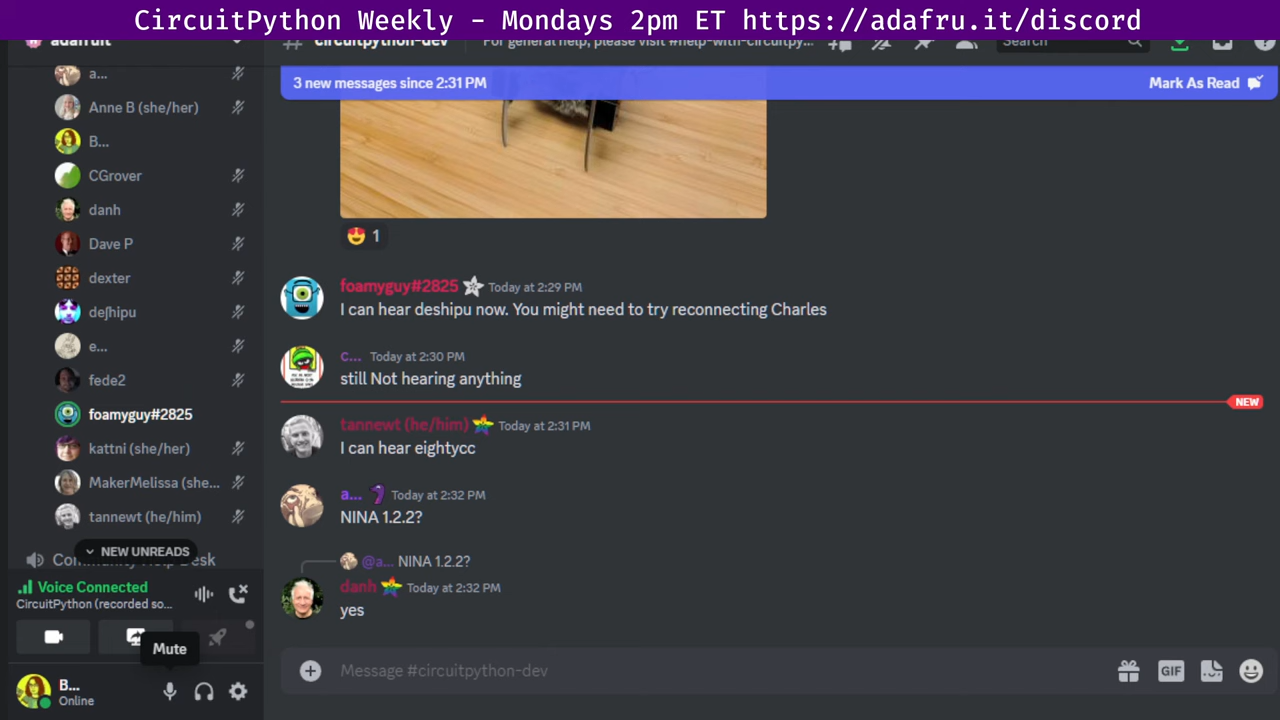 CircuitPython Weekly - Mondays 2pm ET https://adafru.it/discord
adafruit
circuitpython-dev
For general help, please visit #help-with-circuitpy...
Search
3 new messages since 2:31 PM
Mark As Read
a...
Anne B (she/her)
B...
CGrover
danh
Dave P
dexter
deʃhipu
e...
fede2
foamyguy#2825
kattni (she/her)
MakerMelissa (she...
tannewt (he/him)
NEW UNREADS
Community Help Desk
Voice Connected
CircuitPython (recorded so...
Mute
B...
Online
1
foamyguy#2825 Today at 2:29 PM
I can hear deshipu now. You might need to try reconnecting Charles
c... Today at 2:30 PM
still Not hearing anything
NEW
tannewt (he/him) Today at 2:31 PM
I can hear eightycc
a... Today at 2:32 PM
NINA 1.2.2?
@a... NINA 1.2.2?
danh Today at 2:32 PM
yes
Message #circuitpython-dev
GIF